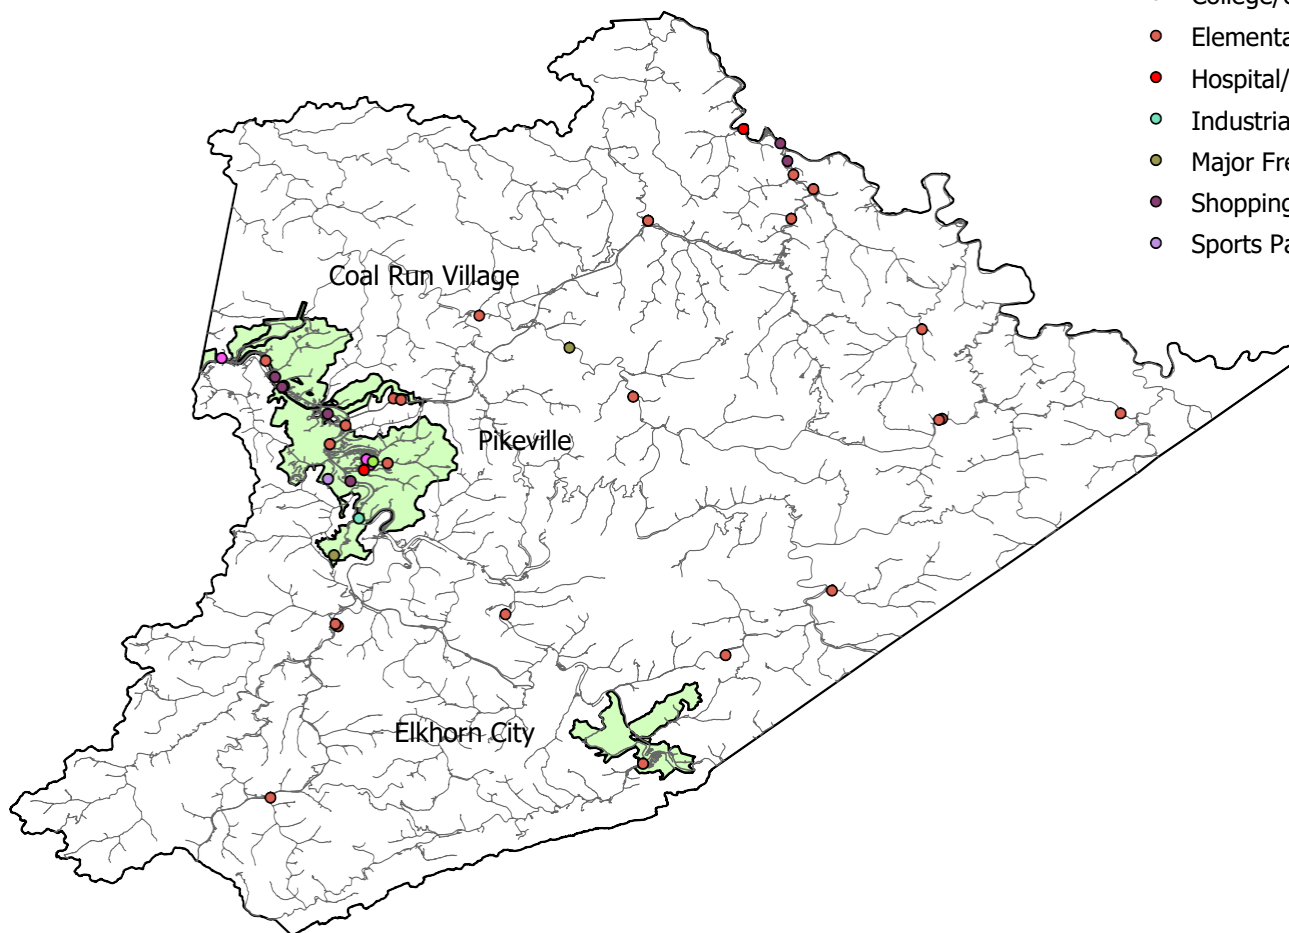 Elementa
Hospital/
Industria
Major Fre
Shopping
Sports Pa
Coal Run Village
Pikeville
Elkhorn City